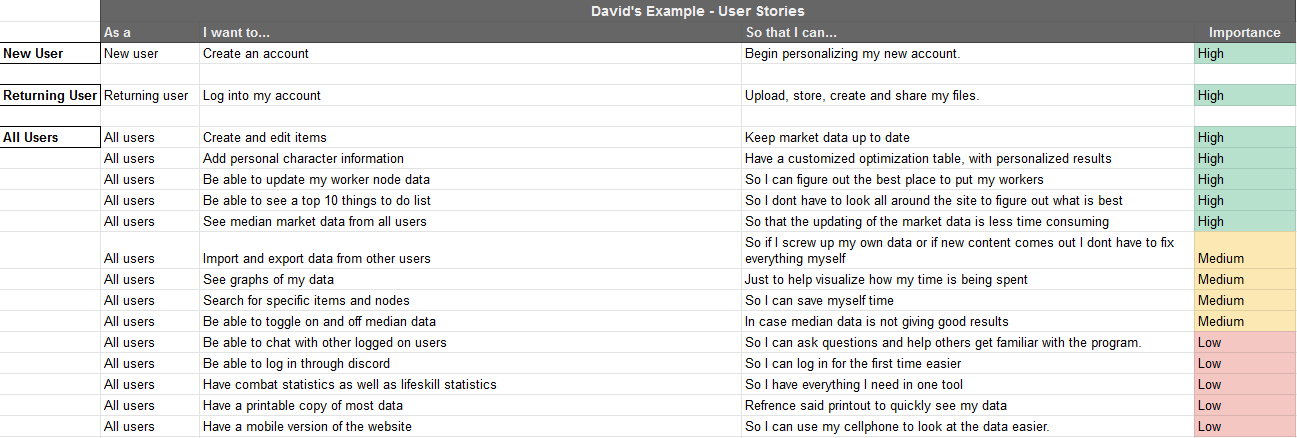 David's Example - User Stories
As a I want to... So that I can... Importance
New User New user Create an account Begin personalizing my new account. High
Returning User Returning user Log into my account Upload, store, create and share my files. High
All Users All users Create and edit items Keep market data up to date High
All users Add personal character information Have a customized optimization table, with personalized results High
All users Be able to update my worker node data So I can figure out the best place to put my workers High
All users Be able to see a top 10 things to do list So I dont have to look all around the site to figure out what is best High
All users See median market data from all users So that the updating of the market data is less time consuming High
So if I screw up my own data or if new content comes out I dont have to fix
All users Import and export data from other users everything myself Medium
All users See graphs of my data Just to help visualize how my time is being spent Medium
All users Search for specific items and nodes So I can save myself time Medium
All users Be able to toggle on and off median data In case median data is not giving good results Medium
All users Be able to chat with other logged on users So I can ask questions and help others get familiar with the program. Low
All users Be able to log in through discord So I can log in for the first time easier Low
All users Have combat statistics as well as lifeskill statistics So I have everything I need in one tool Low
All users Have a printable copy of most data Refrence said printout to quickly see my data Low
All users Have a mobile version of the website So I can use my cellphone to look at the data easier. Low